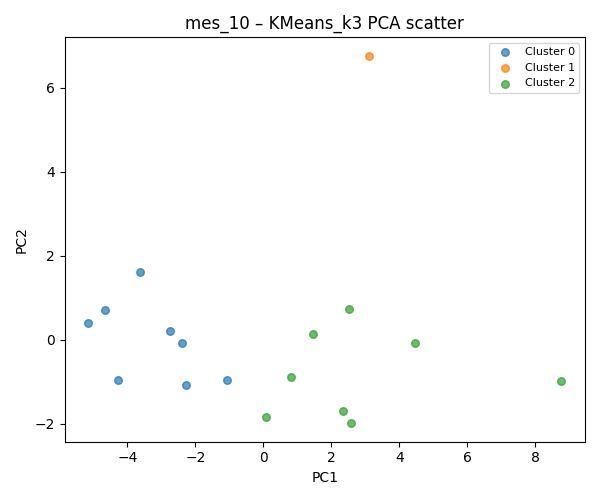 mes_10 – KMeans_k3 PCA scatter
Cluster 0
Cluster 1
Cluster 2
6
4
2
0
−2
PC2
−4
−2
0
2
4
6
8
PC1